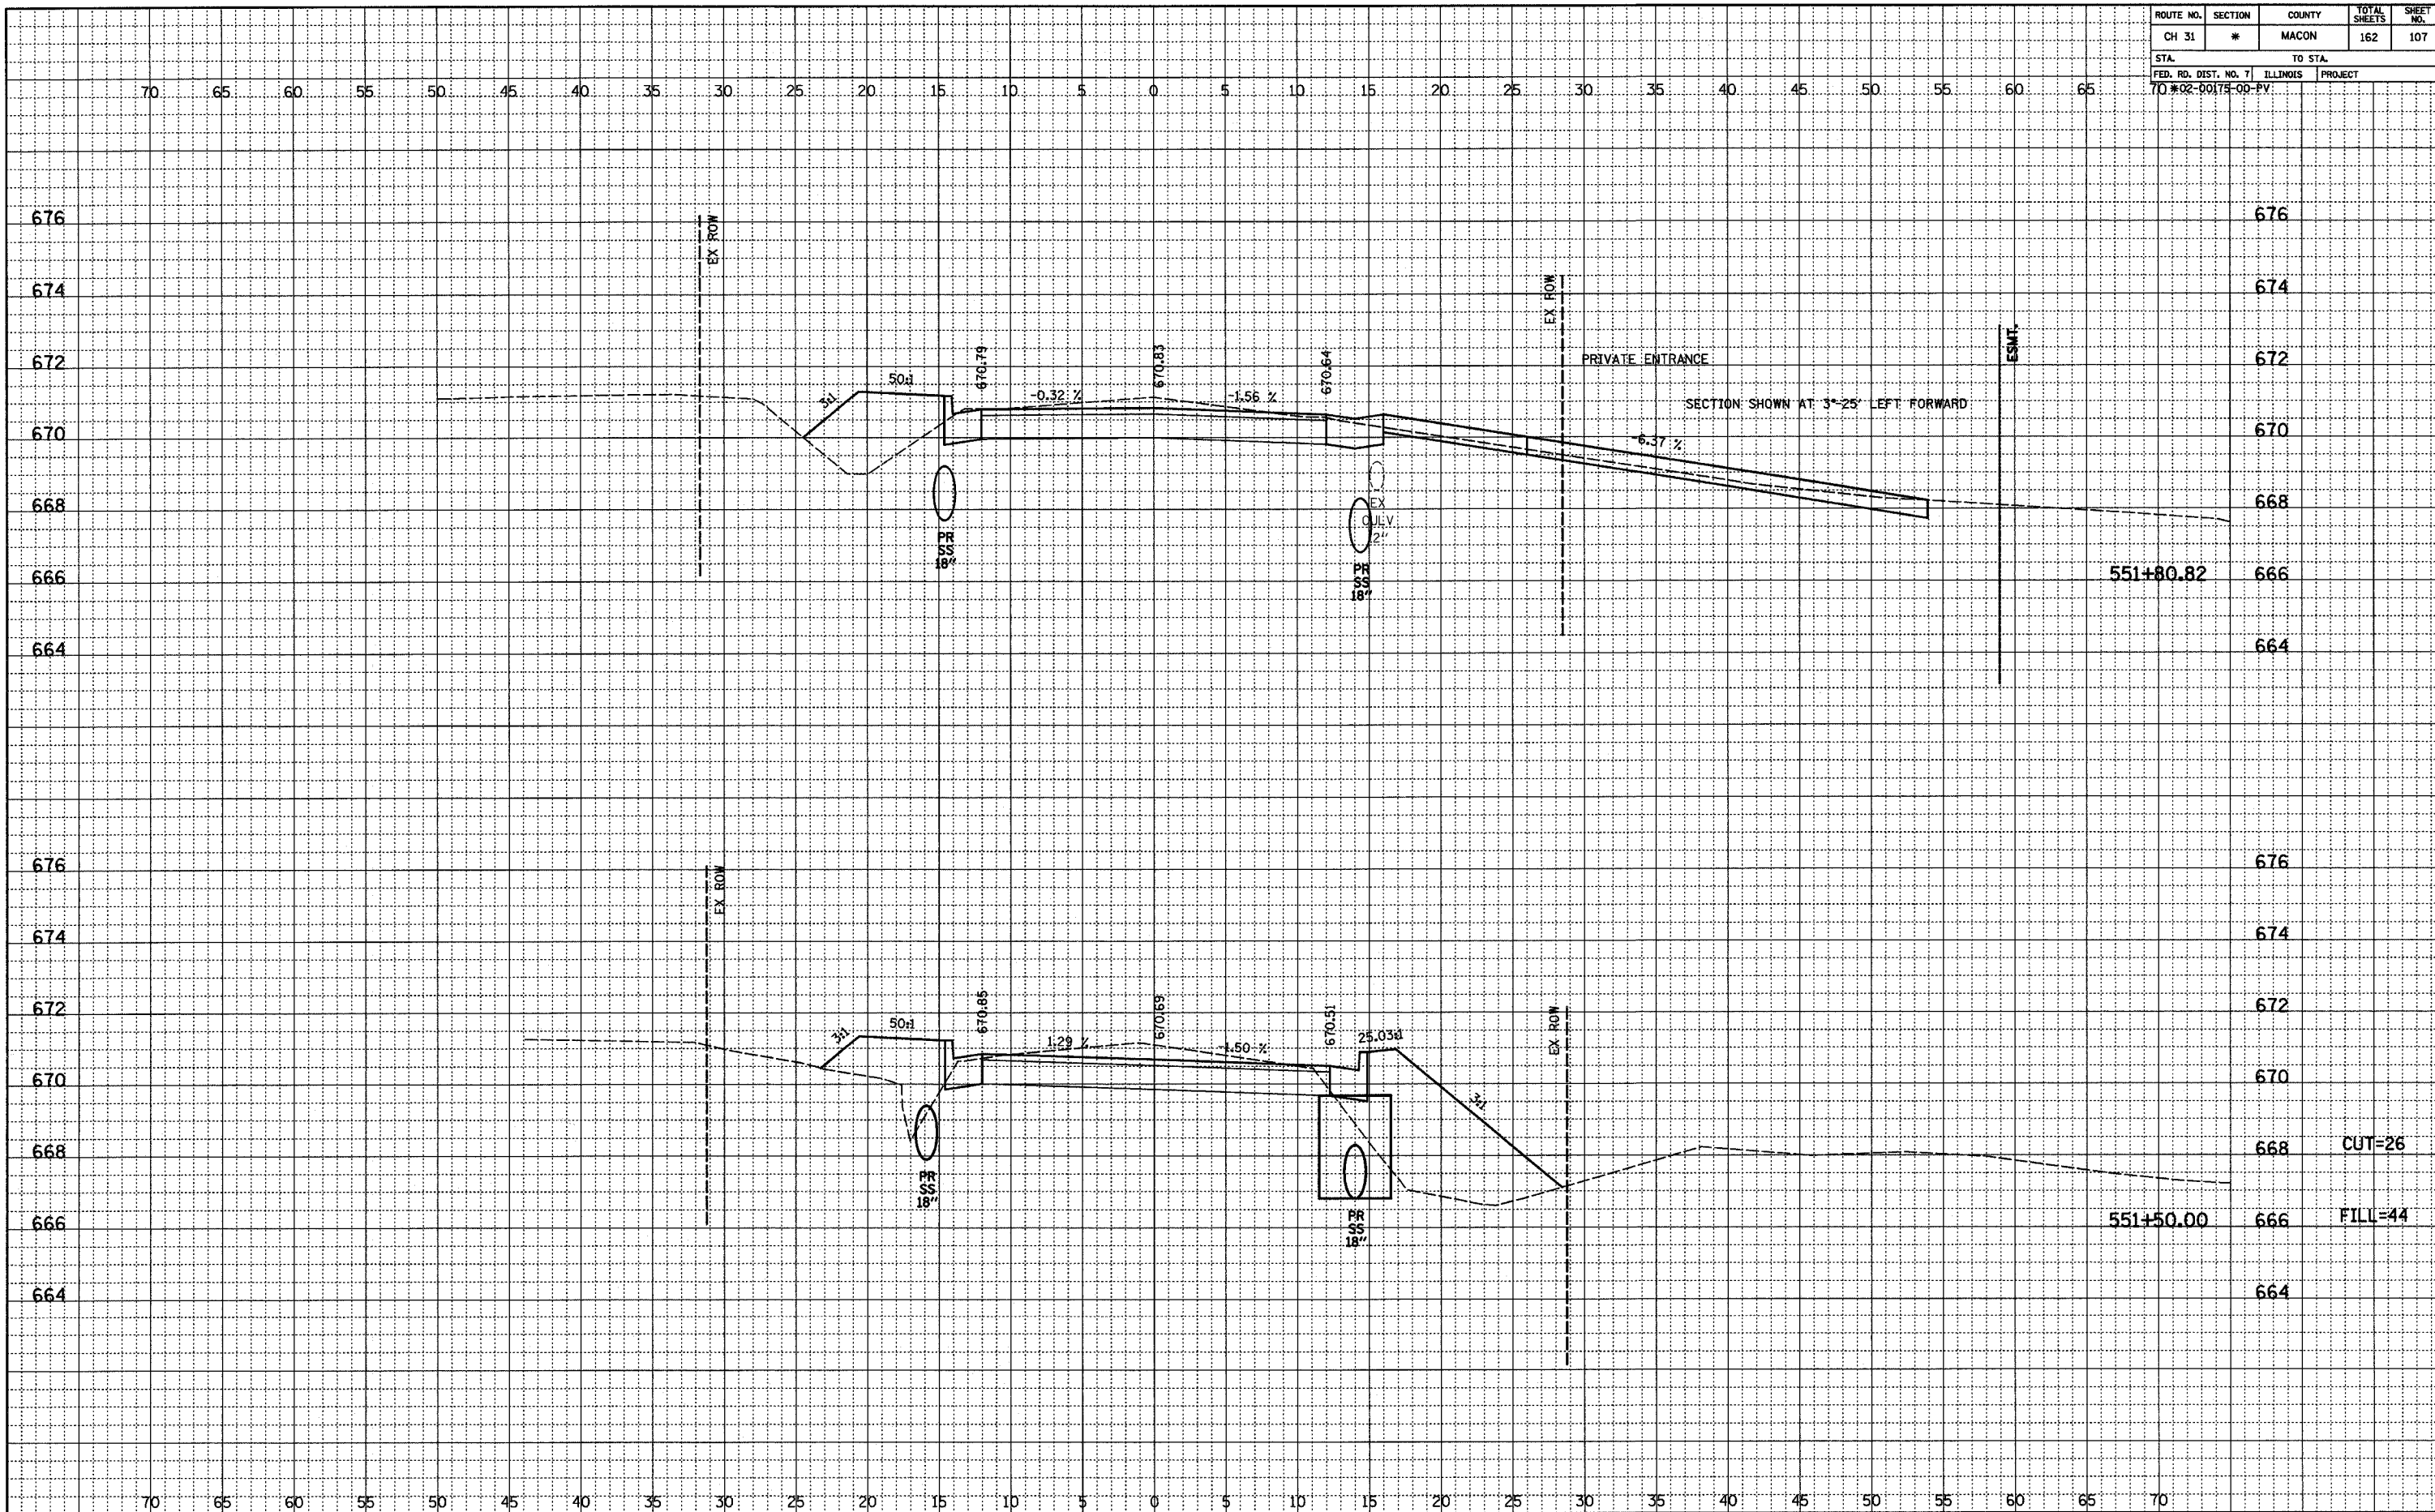 ROUTE NO. SECTION COUNTY TOTAL SHEETS SHEET NO.
CH 31 * MACON 162 107
STA. TO STA.
FED. RD. DIST. NO. 7 ILLINOIS PROJECT
*02-00175-00-PV
70 65 60 55 50 45 40 35 30 25 20 15 10 5 0 5 10 15 20 25 30 35 40 45 50 55 60 65 70
676 676
674 674
672 672
670 670
668 668
666 666
664 664
EX ROW
3:1
50:1
670.79
-0.32 %
670.83
-1.56 %
670.64
EX ROW
PRIVATE ENTRANCE
SECTION SHOWN AT 3°-25' LEFT FORWARD
-6.37 %
ESMT.
PR
SS
18"
EX
CULV
12"
PR
SS
18"
551+80.82
676 676
674 674
672 672
670 670
668 668
666 666
664 664
EX ROW
3:1
50:1
670.85
1.29 %
670.69
-1.50 %
670.51
25.03:1
3:1
EX ROW
PR
SS
18"
PR
SS
18"
CUT=26
551+50.00
FILL=44
70 65 60 55 50 45 40 35 30 25 20 15 10 5 0 5 10 15 20 25 30 35 40 45 50 55 60 65 70